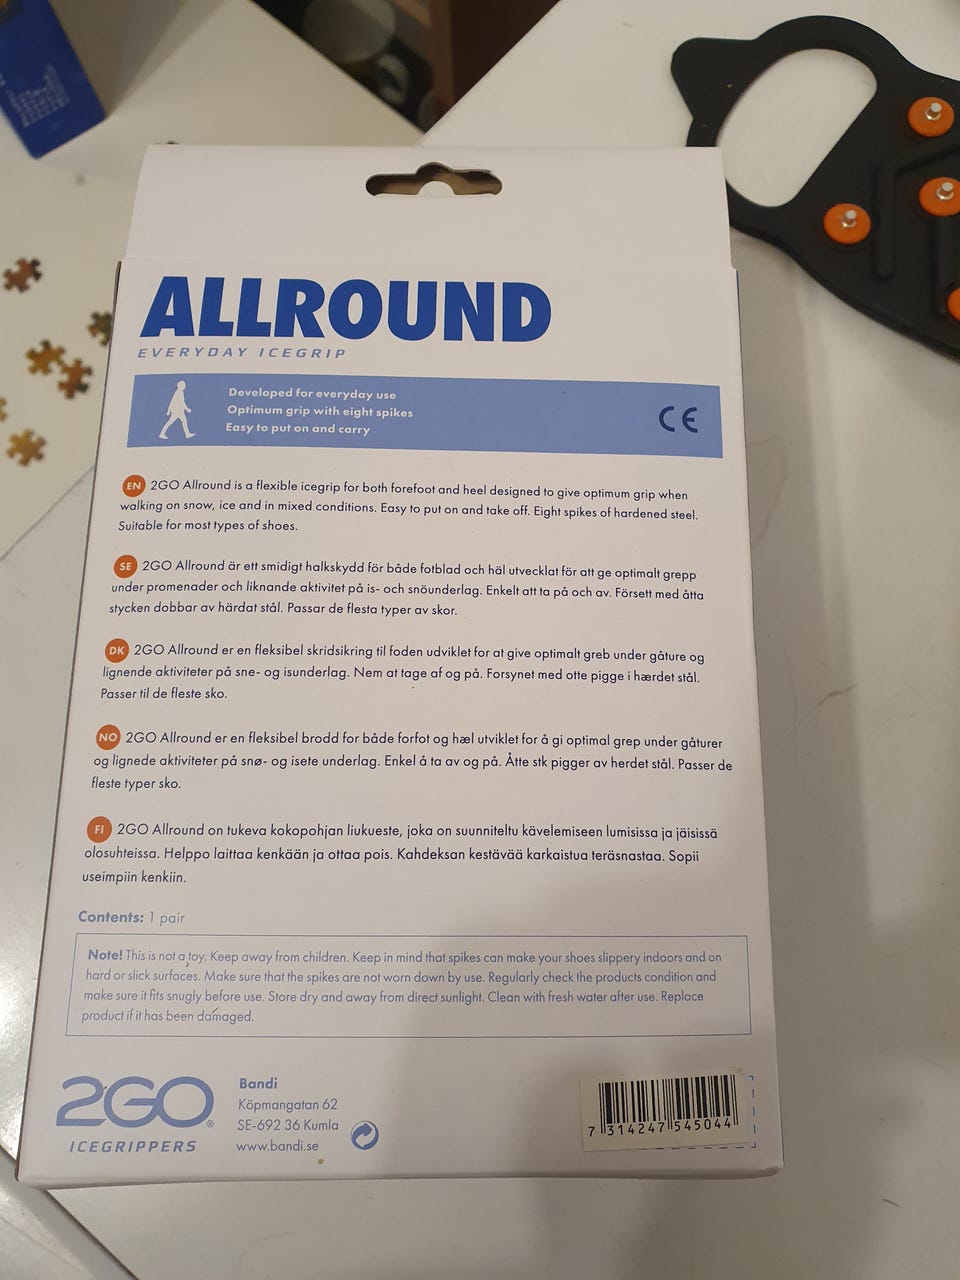 ALLROUND
EVERYDAY ICEGRIP
Developed for everyday use
Optimum grip with eight spikes
Easy to put on and carry
CE
EN 2GO Allround is a flexible icegrip for both forefoot and heel designed to give optimum grip when
walking on snow, ice and in mixed conditions. Easy to put on and take off. Eight spikes of hardened steel.
Suitable for most types of shoes.
SE 2GO Allround är ett smidigt halkskydd för både fotblad och häl utvecklat för att ge optimalt grepp
under promenader och liknande aktivitet på is- och snöunderlag. Enkelt att ta på och av. Försett med åtta
stycken dobbar av härdat stål. Passar de flesta typer av skor.
DK 2GO Allround er en fleksibel skridsikring til foden udviklet for at give optimalt greb under gåture og
lignende aktiviteter på sne- og isunderlag. Nem at tage af og på. Forsynet med otte pigge i hærdet stål.
Passer til de fleste sko.
NO 2GO Allround er en fleksibel brodd for både forfot og hæl utviklet for å gi optimal grep under gåturer
og lignede aktiviteter på snø- og isete underlag. Enkel å ta av og på. Åtte stk pigger av herdet stål. Passer de
fleste typer sko.
FI 2GO Allround on tukeva kokopohjan liukueste, joka on suunniteltu kävelemiseen lumisissa ja jäisissä
olosuhteissa. Helppo laittaa kenkään ja ottaa pois. Kahdeksan kestävää karkaistua teräsnastaa. Sopii
useimpiin kenkiin.
Contents: 1 pair
Note! This is not a toy. Keep away from children. Keep in mind that spikes can make your shoes slippery indoors and on
hard or slick surfaces. Make sure that the spikes are not worn down by use. Regularly check the products condition and
make sure it fits snugly before use. Store dry and away from direct sunlight. Clean with fresh water after use. Replace
product if it has been damaged.
2GO®
ICEGRIPPERS
Bandi
Köpmangatan 62
SE-692 36 Kumla
www.bandi.se
7 314247 545044